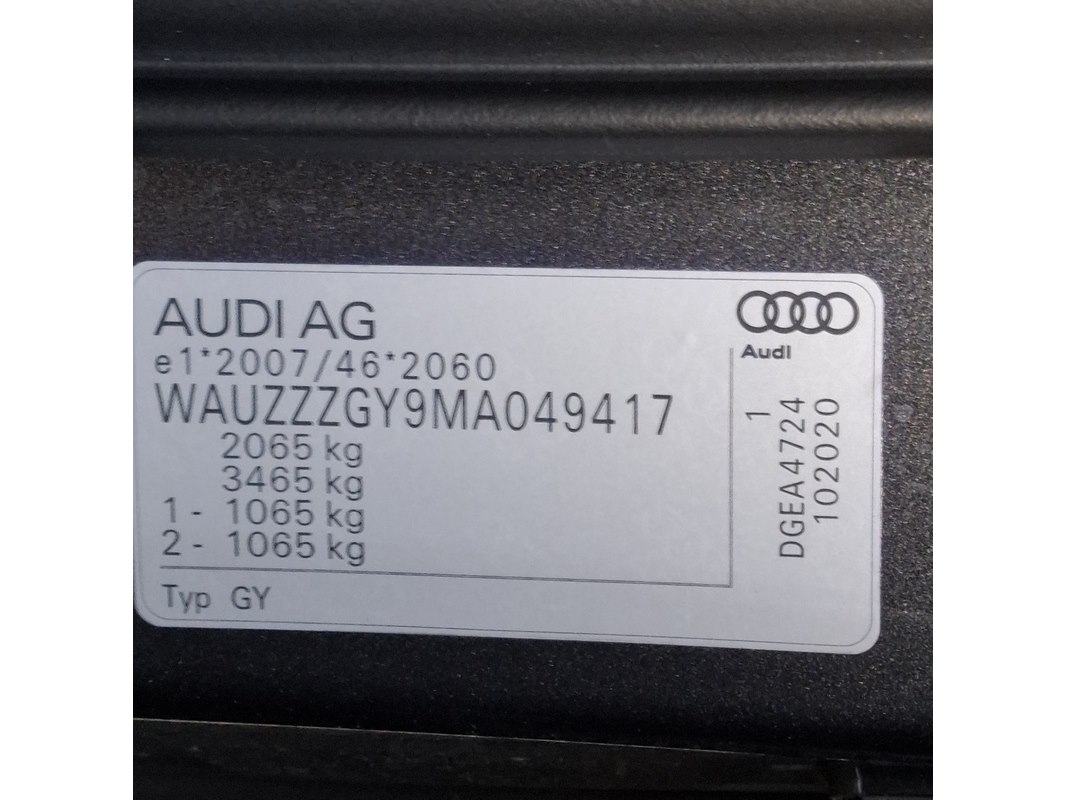 AUDI AG
e1*2007/46*2060
WAUZZZGY9MA049417
2065 kg
3465 kg
1 - 1065 kg
2 - 1065 kg
Typ GY
Audi
1
DGEA4724
102020